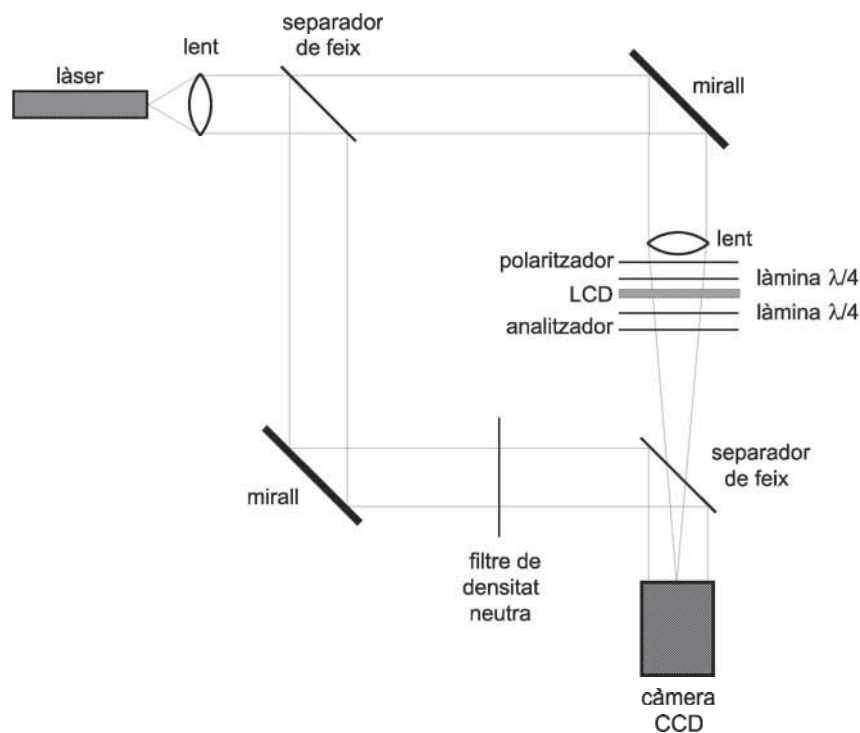 separador
de feix
lent
làser
mirall
lent
polaritzador
làmina λ/4
LCD
làmina λ/4
analitzador
separador
de feix
mirall
filtre de
densitat
neutra
càmera
CCD